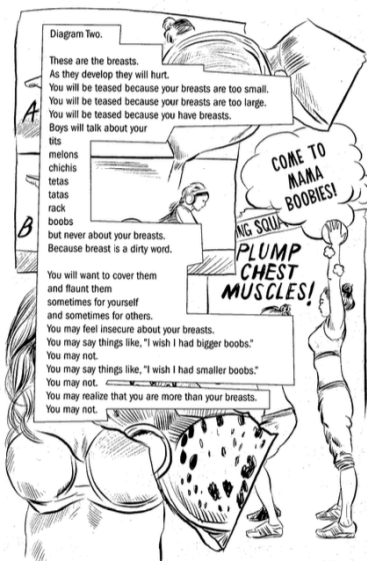 Diagram Two.
These are the breasts.
As they develop they will hurt.
You will be teased because your breasts are too small.
You will be teased because your breasts are too large.
You will be teased because you have breasts.
Boys will talk about your
tits
melons
chichis
tetas
tatas
rack
boobs
but never about your breasts.
Because breast is a dirty word.
You will want to cover them
and flaunt them
sometimes for yourself
and sometimes for others.
You may feel insecure about your breasts.
You may say things like, "I wish I had bigger boobs."
You may not.
You may say things like, "I wish I had smaller boobs."
You may not.
You may realize that you are more than your breasts.
You may not.
A
B
COME TO
MAMA
BOOBIES!
NG SQUA
PLUMP
CHEST
MUSCLES!